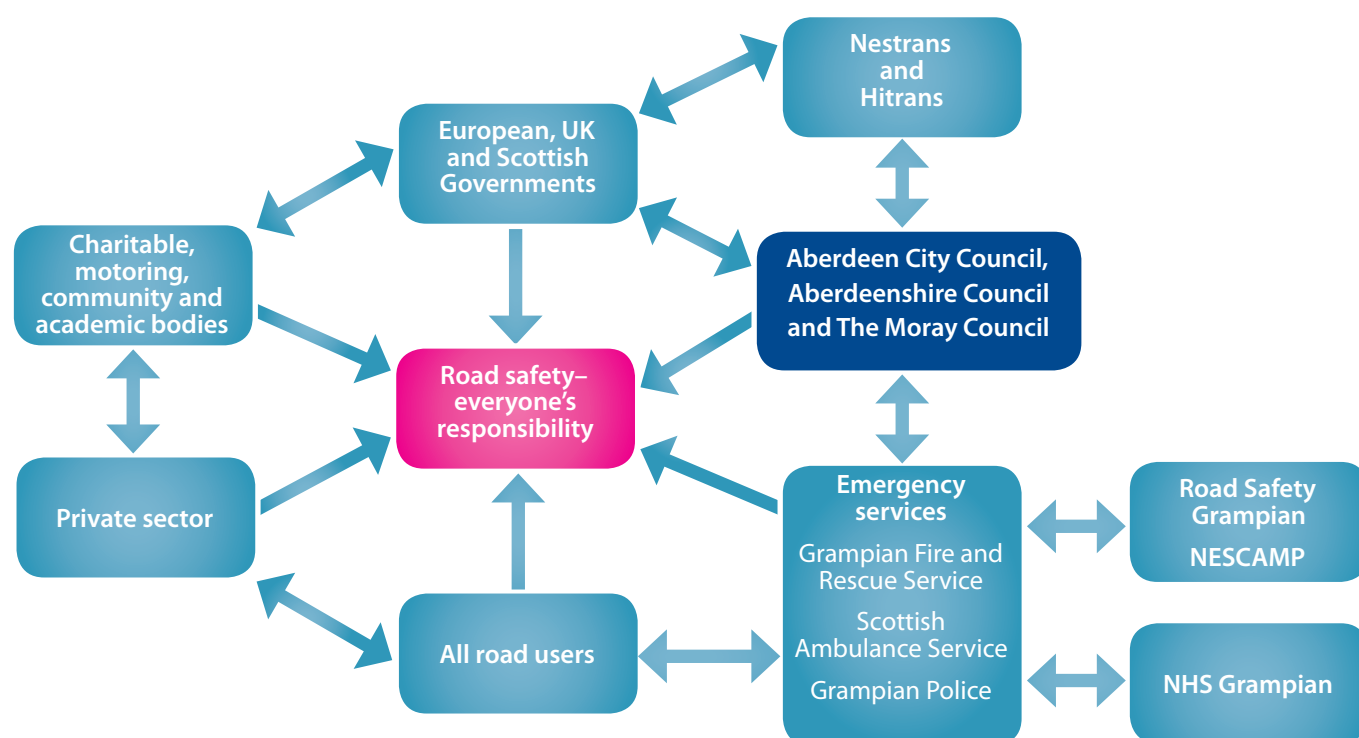 Nestrans
and
Hitrans
European, UK
and Scottish
Governments
Charitable,
motoring,
community and
academic bodies
Aberdeen City Council,
Aberdeenshire Council
and The Moray Council
Road safety–
everyone’s
responsibility
Private sector
Emergency
services
Grampian Fire and
Rescue Service
Scottish
Ambulance Service
Grampian Police
Road Safety
Grampian
NESCAMP
All road users
NHS Grampian